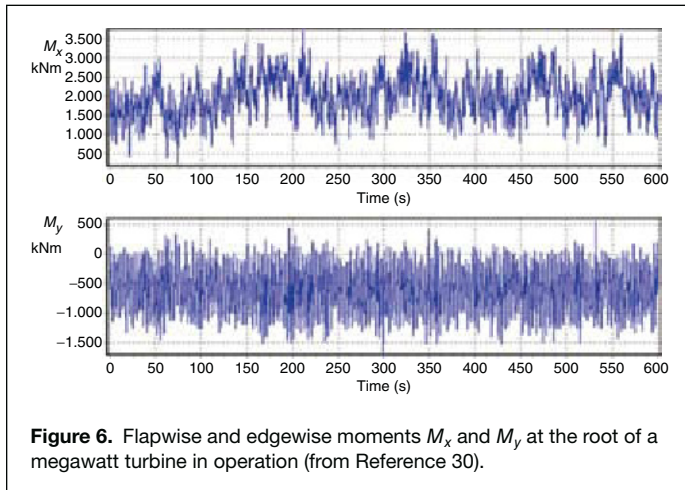 Mx
kNm
3.500
3.000
2.500
2.000
1.500
1.000
500
0 50 100 150 200 250 300 350 400 450 500 550 600
Time (s)
My
kNm
500
0
−500
−1.000
−1.500
0 50 100 150 200 250 300 350 400 450 500 550 600
Time (s)
Figure 6. Flapwise and edgewise moments Mx and My at the root of a
megawatt turbine in operation (from Reference 30).